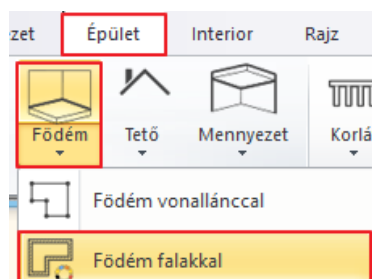 zet Épület Interior Rajz
Födém Tető Mennyezet Korlá
Födém vonallánccal
Födém falakkal